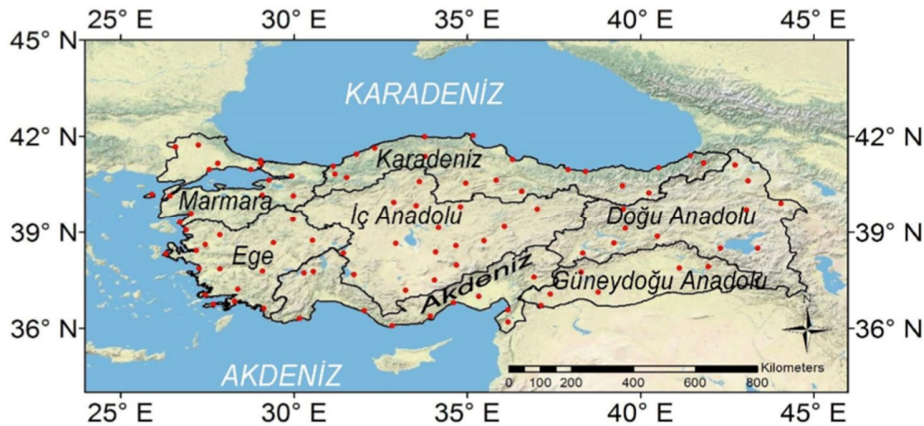 25° E 30° E 35° E 40° E 45° E
45° N 45° N
KARADENİZ
42° N 42° N
Karadeniz
Marmara
İç Anadolu
Doğu Anadolu
39° N 39° N
Ege
Akdeniz
Güneydoğu Anadolu
N
36° N 36° N
AKDENİZ
Kilometers
0 100 200 400 600 800
25° E 30° E 35° E 40° E 45° E